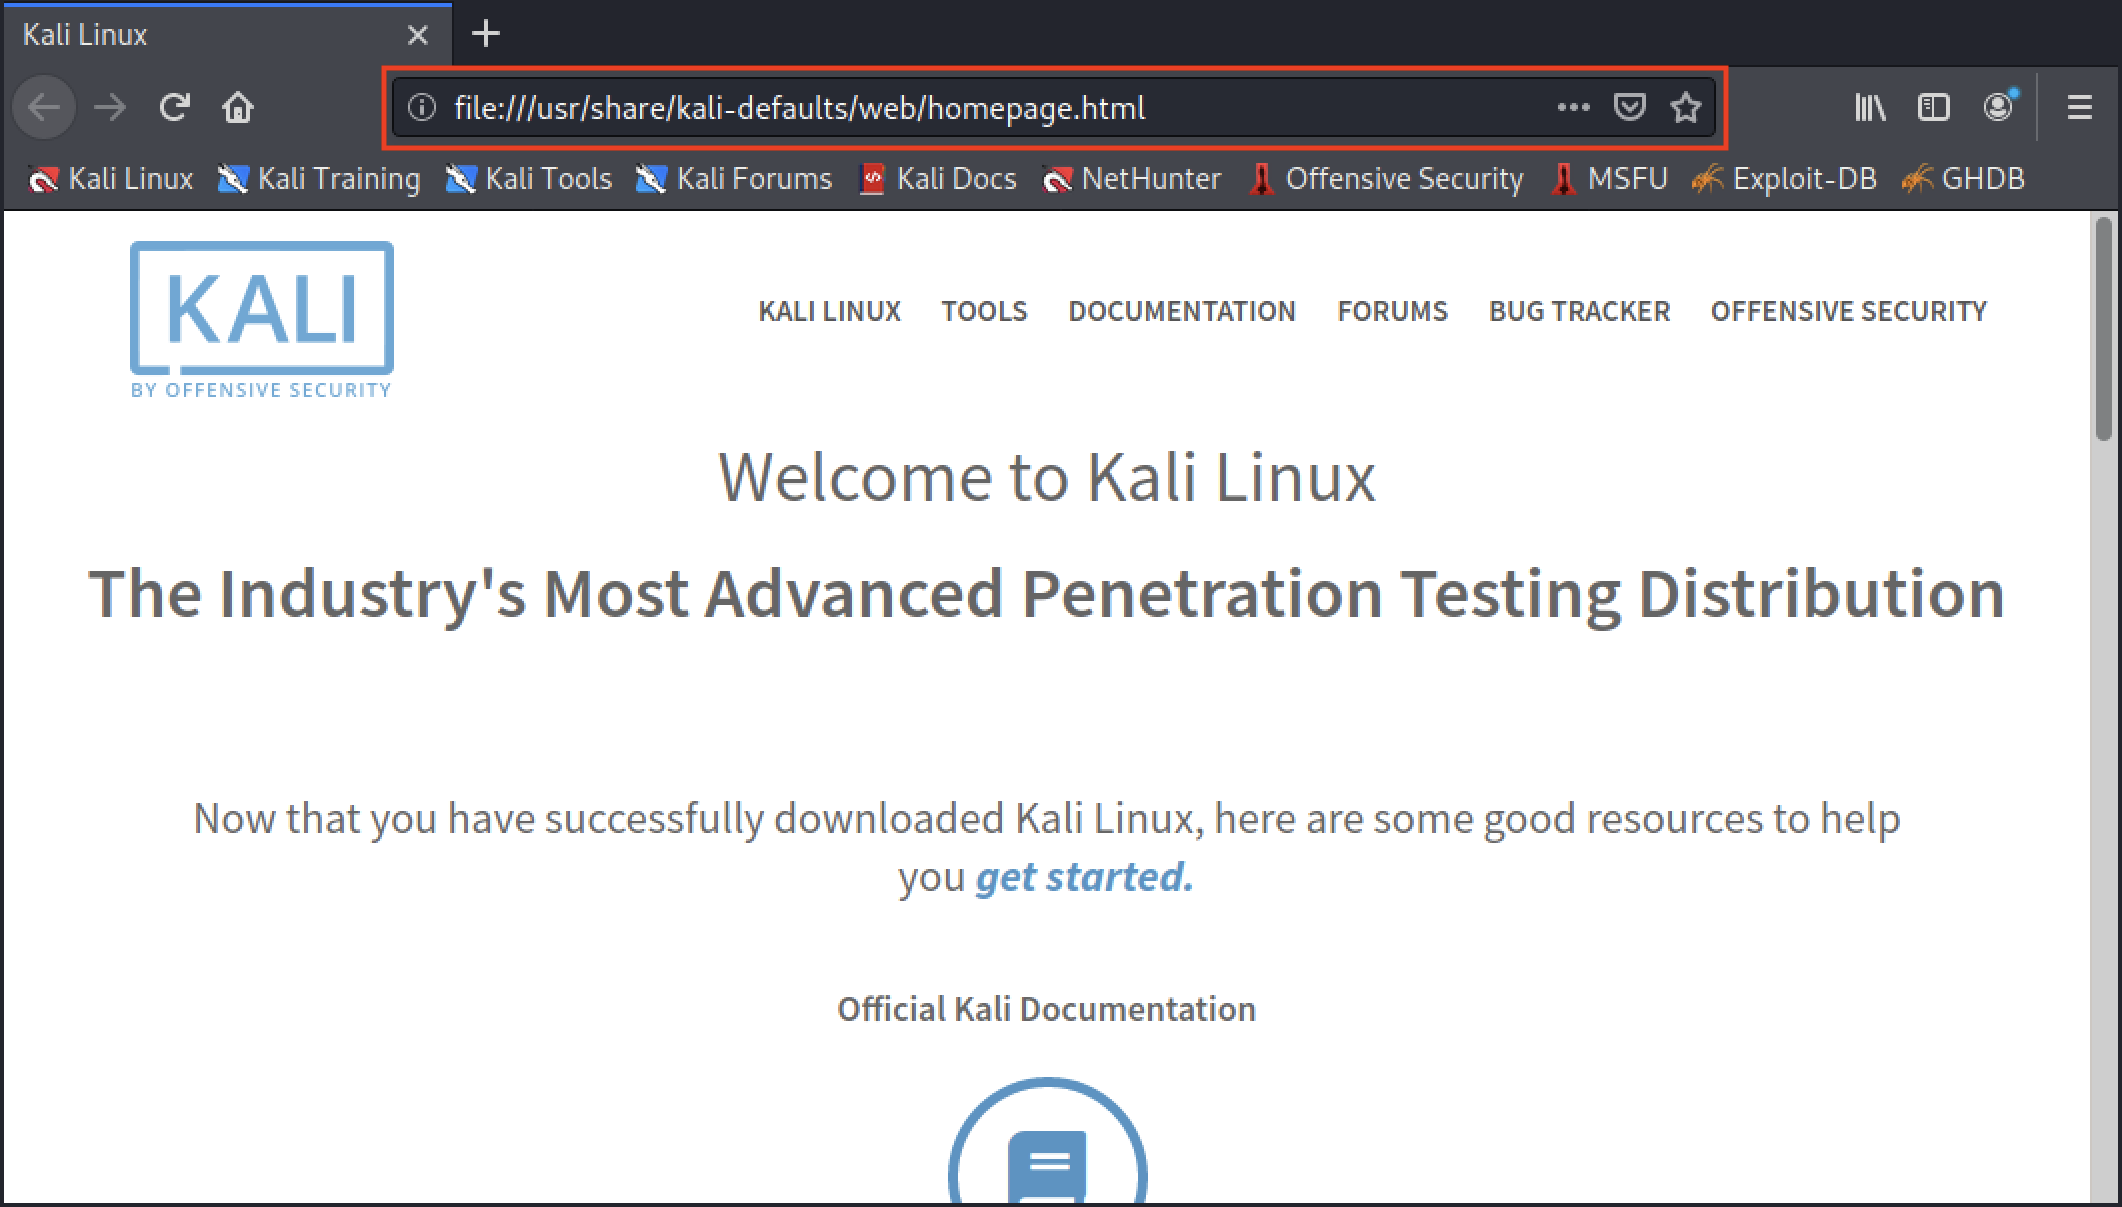 Kali Linux
file:///usr/share/kali-defaults/web/homepage.html
Kali Linux Kali Training Kali Tools Kali Forums Kali Docs NetHunter Offensive Security MSFU Exploit-DB GHDB
KALI
BY OFFENSIVE SECURITY
KALI LINUX TOOLS DOCUMENTATION FORUMS BUG TRACKER OFFENSIVE SECURITY
Welcome to Kali Linux
The Industry's Most Advanced Penetration Testing Distribution
Now that you have successfully downloaded Kali Linux, here are some good resources to help
you get started.
Official Kali Documentation